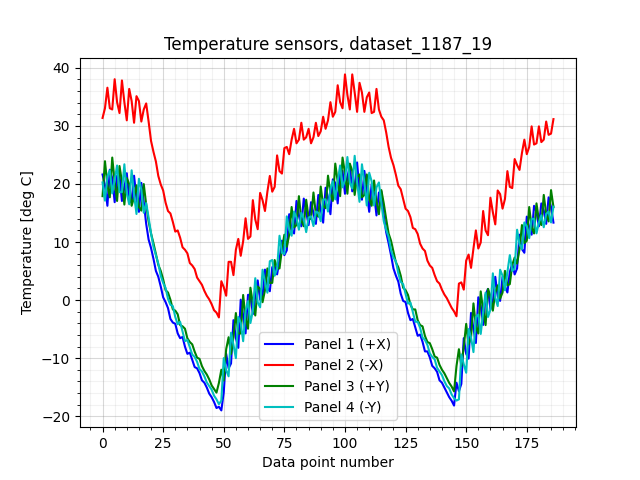 Temperature sensors, dataset_1187_19
Temperature [deg C]
40
30
20
10
0
−10
−20
Panel 1 (+X)
Panel 2 (-X)
Panel 3 (+Y)
Panel 4 (-Y)
0 25 50 75 100 125 150 175
Data point number